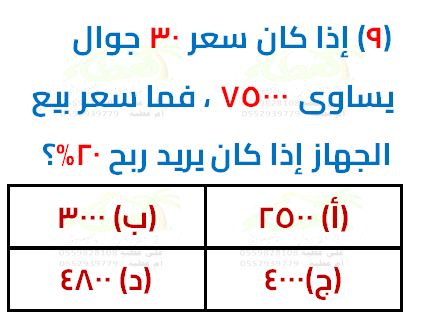 (٩) إذا كان سعر ٣٠ جوال
يساوى ٧٥٠٠٠ ، فما سعر بيع
الجهاز إذا كان يريد ربح ٢٠%؟
(أ) ٢٥٠٠
(ب) ٣٠٠٠
(ج) ٤٠٠٠
(د) ٤٨٠٠